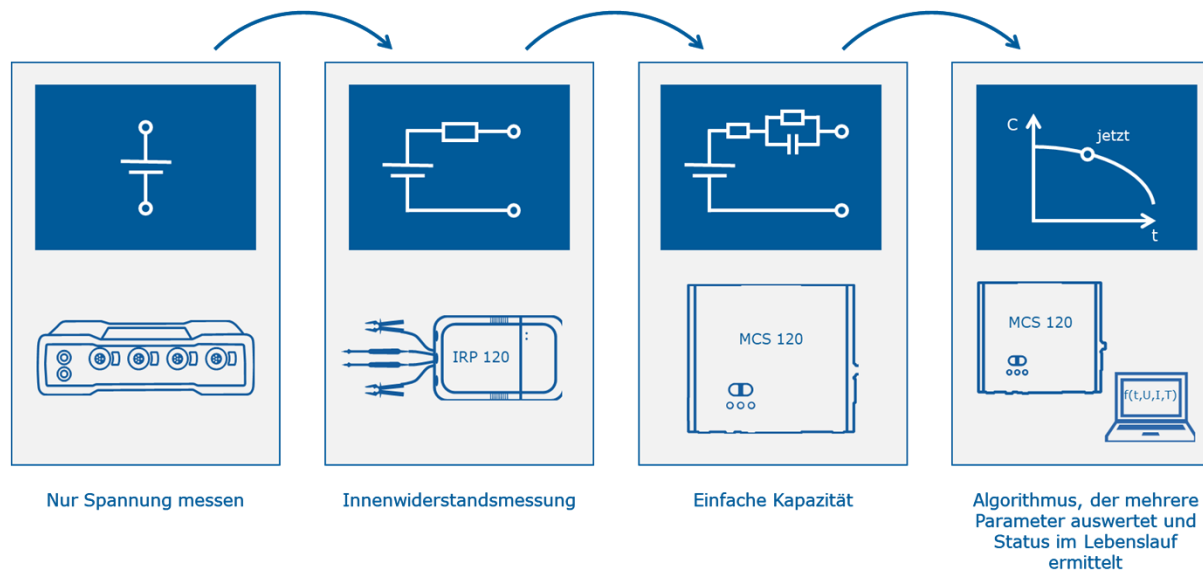 C
jetzt
t
IRP 120
MCS 120
MCS 120
f(t,U,I,T)
Nur Spannung messen
Innenwiderstandsmessung
Einfache Kapazität
Algorithmus, der mehrere
Parameter auswertet und
Status im Lebenslauf
ermittelt